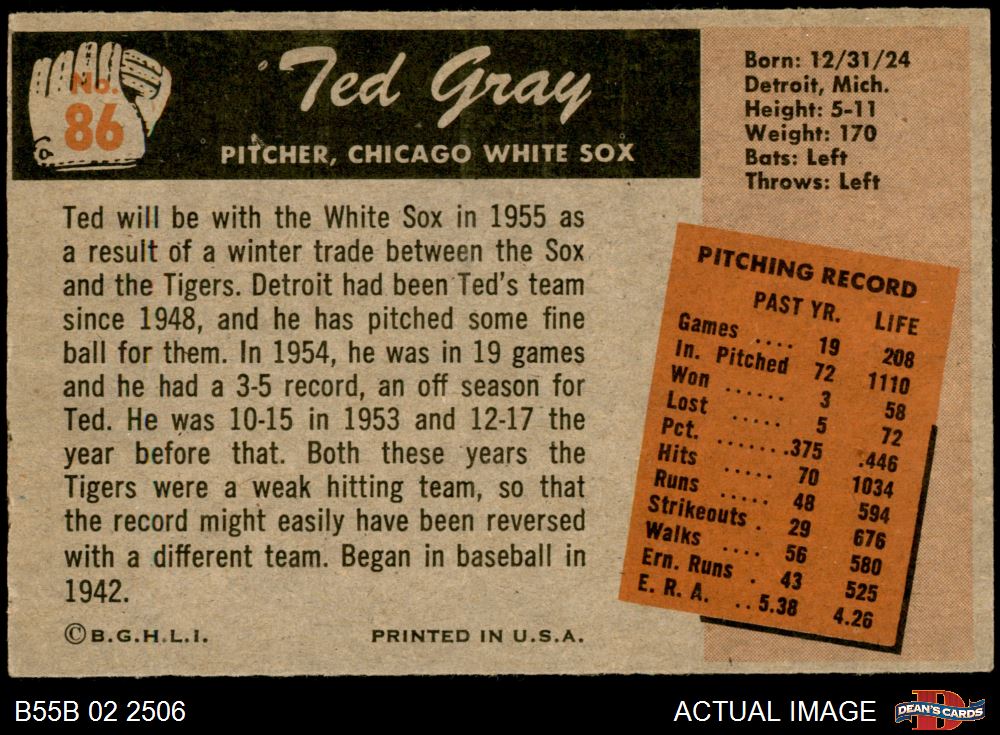 No.
86
Ted Gray
PITCHER, CHICAGO WHITE SOX
Born: 12/31/24
Detroit, Mich.
Height: 5-11
Weight: 170
Bats: Left
Throws: Left
Ted will be with the White Sox in 1955 as
a result of a winter trade between the Sox
and the Tigers. Detroit had been Ted's team
since 1948, and he has pitched some fine
ball for them. In 1954, he was in 19 games
and he had a 3-5 record, an off season for
Ted. He was 10-15 in 1953 and 12-17 the
year before that. Both these years the
Tigers were a weak hitting team, so that
the record might easily have been reversed
with a different team. Began in baseball in
1942.
©B.G.H.L.I. PRINTED IN U.S.A.
PITCHING RECORD
PAST YR. LIFE
Games .... 19 208
In. Pitched 72 1110
Won ...... 3 58
Lost ..... 5 72
Pct. .......375 .446
Hits ..... 70 1034
Runs ..... 48 594
Strikeouts . 29 676
Walks .... 56 580
Ern. Runs . 43 525
E. R. A. ..5.38 4.26
B55B 02 2506
ACTUAL IMAGE
DEAN'S CARDS